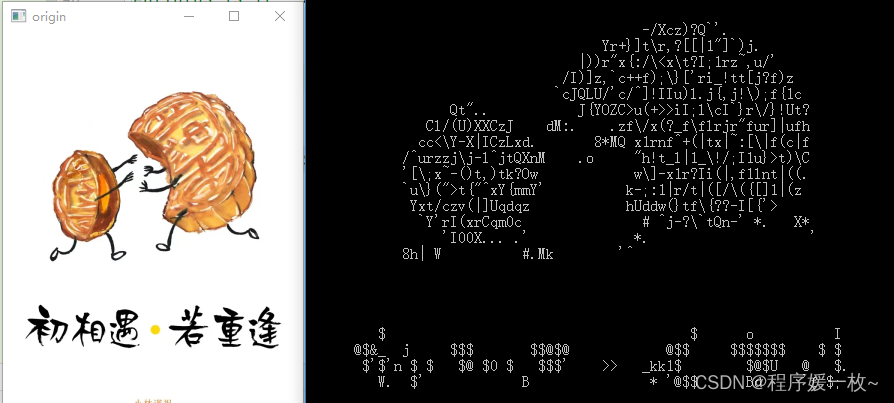 origin
初相遇·若重逢
-/Xcz)?Q`'.
Yr+}]t\r,?[[|1"]`)j.
|))r"x{:/\<x\t?I;1rz~,u/'
/I)]z,`c++f);\}['ri_!tt[j?f)z
`cJQLU/'c/^]!IIu)1.j{,j!\);f{1c
Qt".. J{YOZC>u(+>>iI;1\cI`}r\/}!Ut?
C1/(U)XXCzJ dM:. .zf\/x(?_f\f1rjr"fur]|ufh
.cc<\Y-X|ICzLxd. 8*MQ x1rnf^+(|tx|~:[\|f(c|f
/^urzzj\j-1^jtQXnM .o "h!t_1|1_\!/;I1u}>t)\C
'[\;x~-()t,)tk?Ow w\]-xlr?Ii(|,f11nt|((.
`u\}(">t{"^xY{mmY' k-;:1|r/t|([/\({[]1|(z
Yxt/czv(|]Uqdqz hUddw(}tf\{??-I[{'>
`Y'rI(xrCqmOc # ^j-?\`tQn-' *. X*
'I00X... .' *. '
8h| W #.Mk '^
$ $ o I
@$&_ j $$$ $$@$@ @$$ $$$$$$$ $ $
$'$'n $ $ $@ $O $ $$$' >> _kk1$ $@$U @ $.
CSDN @程序媛一枚~